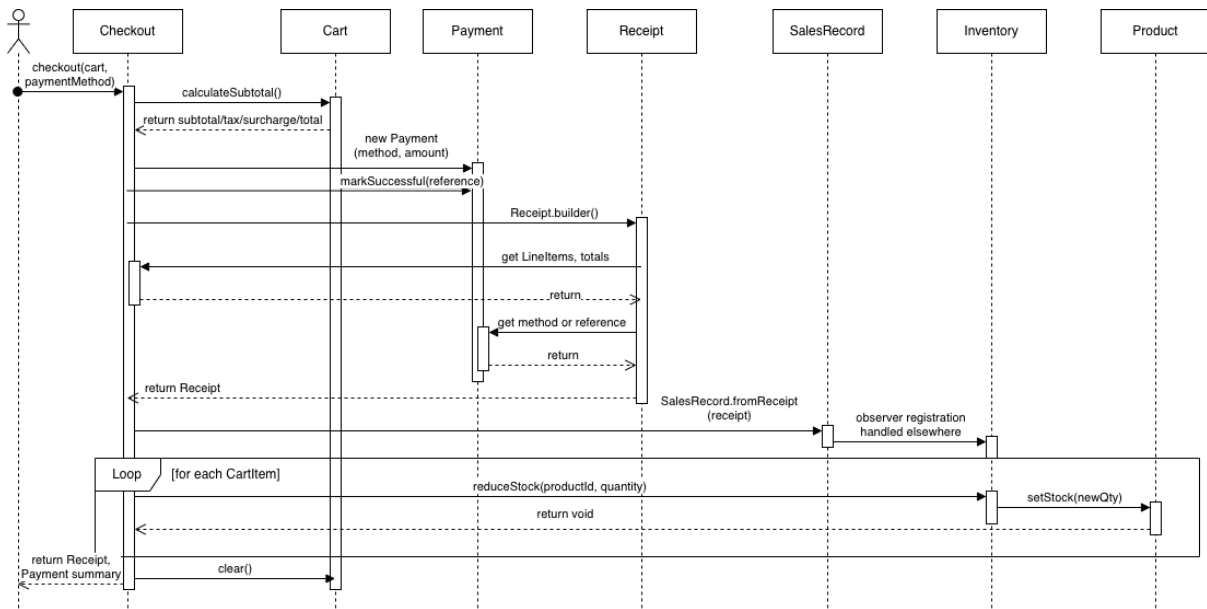 Checkout
Cart
Payment
Receipt
SalesRecord
Inventory
Product
checkout(cart,
paymentMethod)
calculateSubtotal()
return subtotal/tax/surcharge/total
new Payment
(method, amount)
markSuccessful(reference)
Receipt.builder()
get LineItems, totals
return
get method or reference
return
return Receipt
SalesRecord.fromReceipt
(receipt)
observer registration
handled elsewhere
Loop
[for each CartItem]
reduceStock(productId, quantity)
setStock(newQty)
return void
return Receipt,
Payment summary
clear()